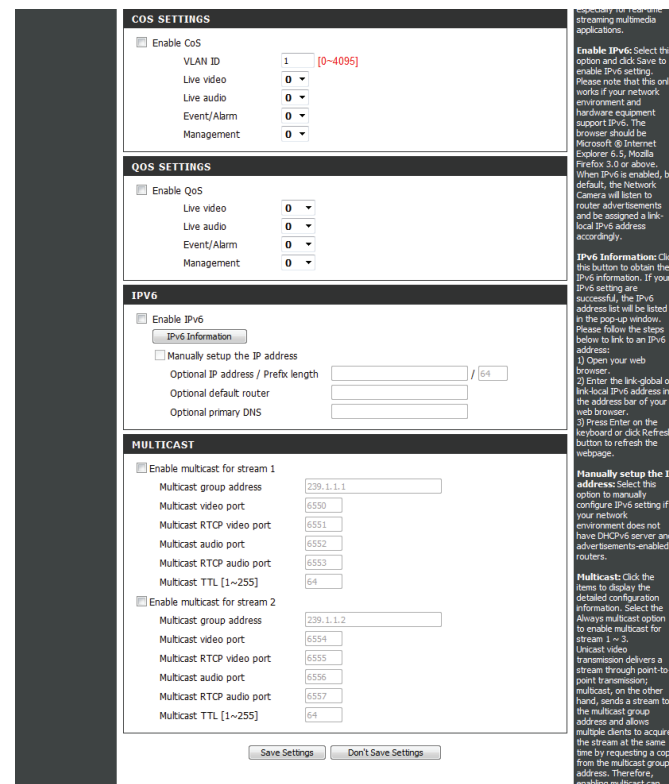 COS SETTINGS
Enable CoS
VLAN ID 1 [0~4095]
Live video 0
Live audio 0
Event/Alarm 0
Management 0
QOS SETTINGS
Enable QoS
Live video 0
Live audio 0
Event/Alarm 0
Management 0
IPV6
Enable IPv6
IPv6 Information
Manually setup the IP address
Optional IP address / Prefix length / 64
Optional default router
Optional primary DNS
MULTICAST
Enable multicast for stream 1
Multicast group address 239.1.1.1
Multicast video port 6550
Multicast RTCP video port 6551
Multicast audio port 6552
Multicast RTCP audio port 6553
Multicast TTL [1~255] 64
Enable multicast for stream 2
Multicast group address 239.1.1.2
Multicast video port 6554
Multicast RTCP video port 6555
Multicast audio port 6556
Multicast RTCP audio port 6557
Multicast TTL [1~255] 64
Save Settings Don't Save Settings
especially for real-time
streaming multimedia
applications.
Enable IPv6: Select
option and click Save to
enable IPv6 setting.
Please note that this
works if your network
environment and
hardware equipment
support IPv6. The
browser should be
Microsoft ® Internet
Explorer 6.5, Mozilla
Firefox 3.0 or above.
When IPv6 is enabled,
default, the Network
Camera will listen to
router advertisements
and be assigned a link-
local IPv6 address
accordingly.
IPv6 Information:
this button to obtain the
IPv6 information. If your
IPv6 setting are
successful, the IPv6
address list will be listed
in the pop-up window.
Please follow the steps
below to link to an IPv6
address:
1) Open your web
browser.
2) Enter the link-global
link-local IPv6 address in
the address bar of your
web browser.
3) Press Enter on the
keyboard or click Refresh
button to refresh the
webpage.
Manually setup the
address: Select this
option to manually
configure IPv6 setting if
your network
environment does not
have DHCPv6 server and
advertisements-enabled
routers.
Multicast: Click the
items to display the
detailed configuration
information. Select the
Always multicast option
to enable multicast for
stream 1 ~ 3.
Unicast video
transmission delivers a
stream through point-to-
point transmission;
multicast, on the other
hand, sends a stream to
the multicast group
address and allows
multiple clients to acquire
the stream at the same
time by requesting a
from the multicast group
address. Therefore,
enabling multicast can